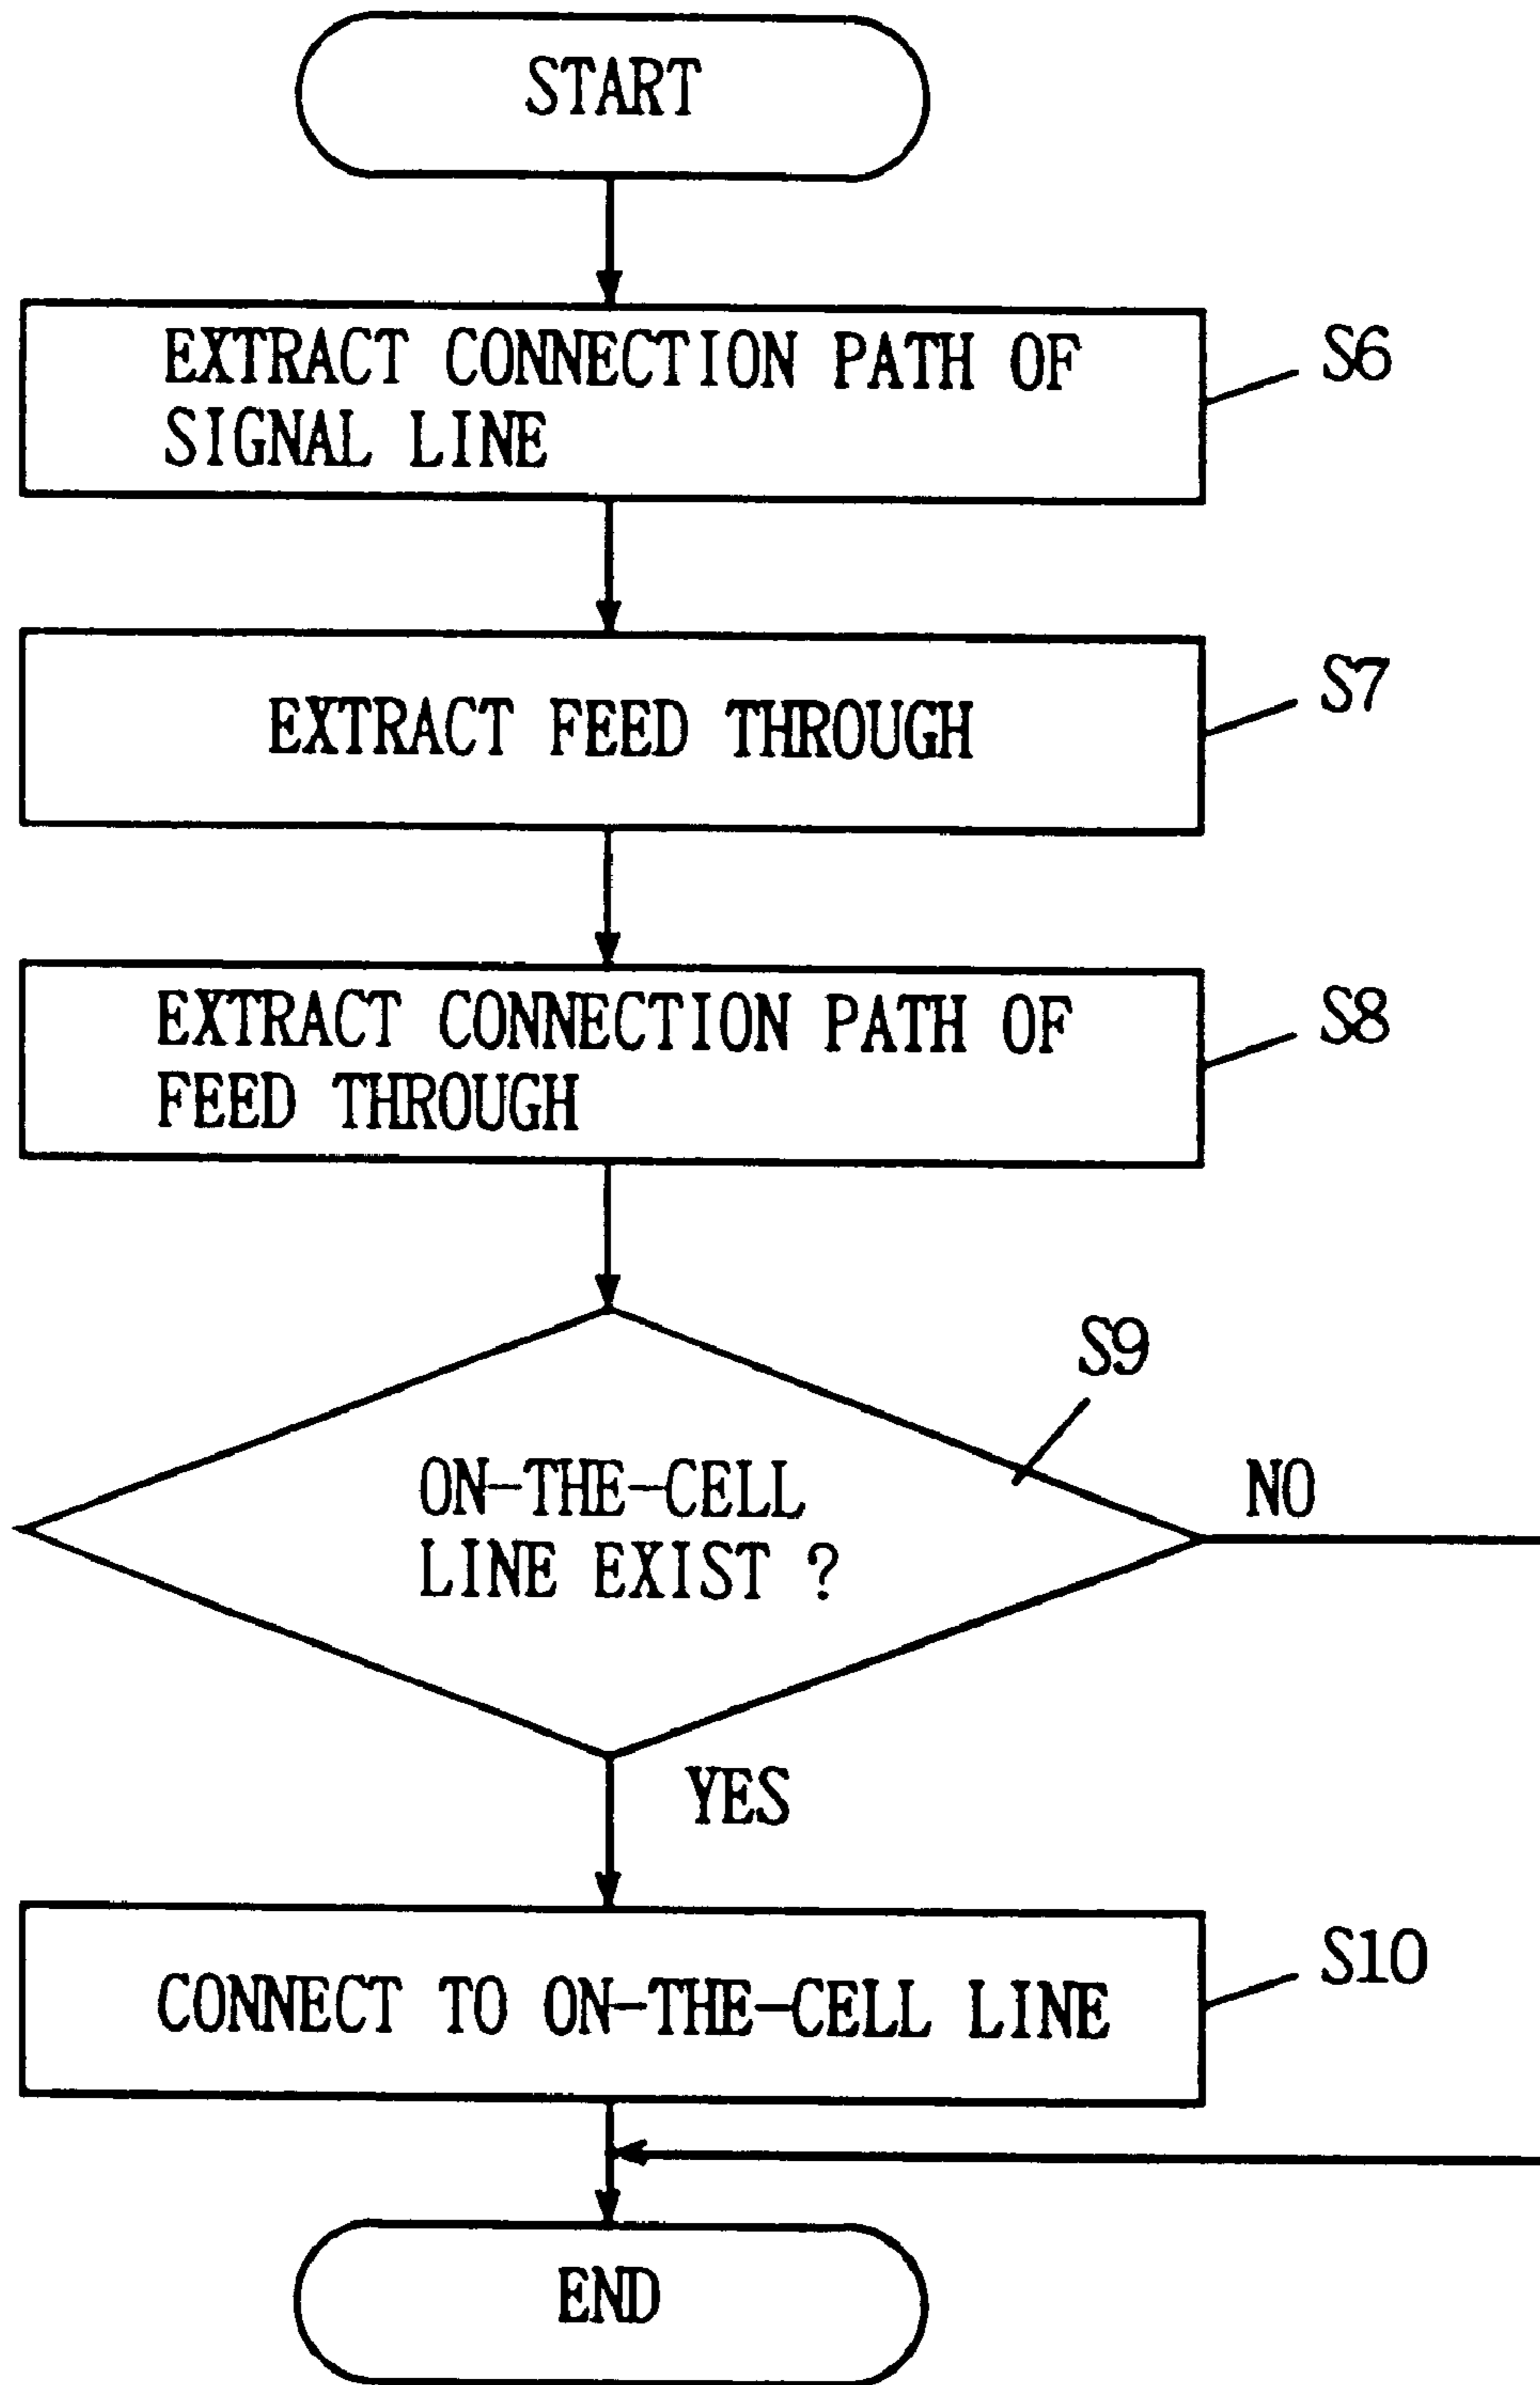 START
EXTRACT CONNECTION PATH OF
SIGNAL LINE
S6
EXTRACT FEED THROUGH
S7
EXTRACT CONNECTION PATH OF
FEED THROUGH
S8
S9
ON-THE-CELL
LINE EXIST ?
NO
YES
CONNECT TO ON-THE-CELL LINE
S10
END